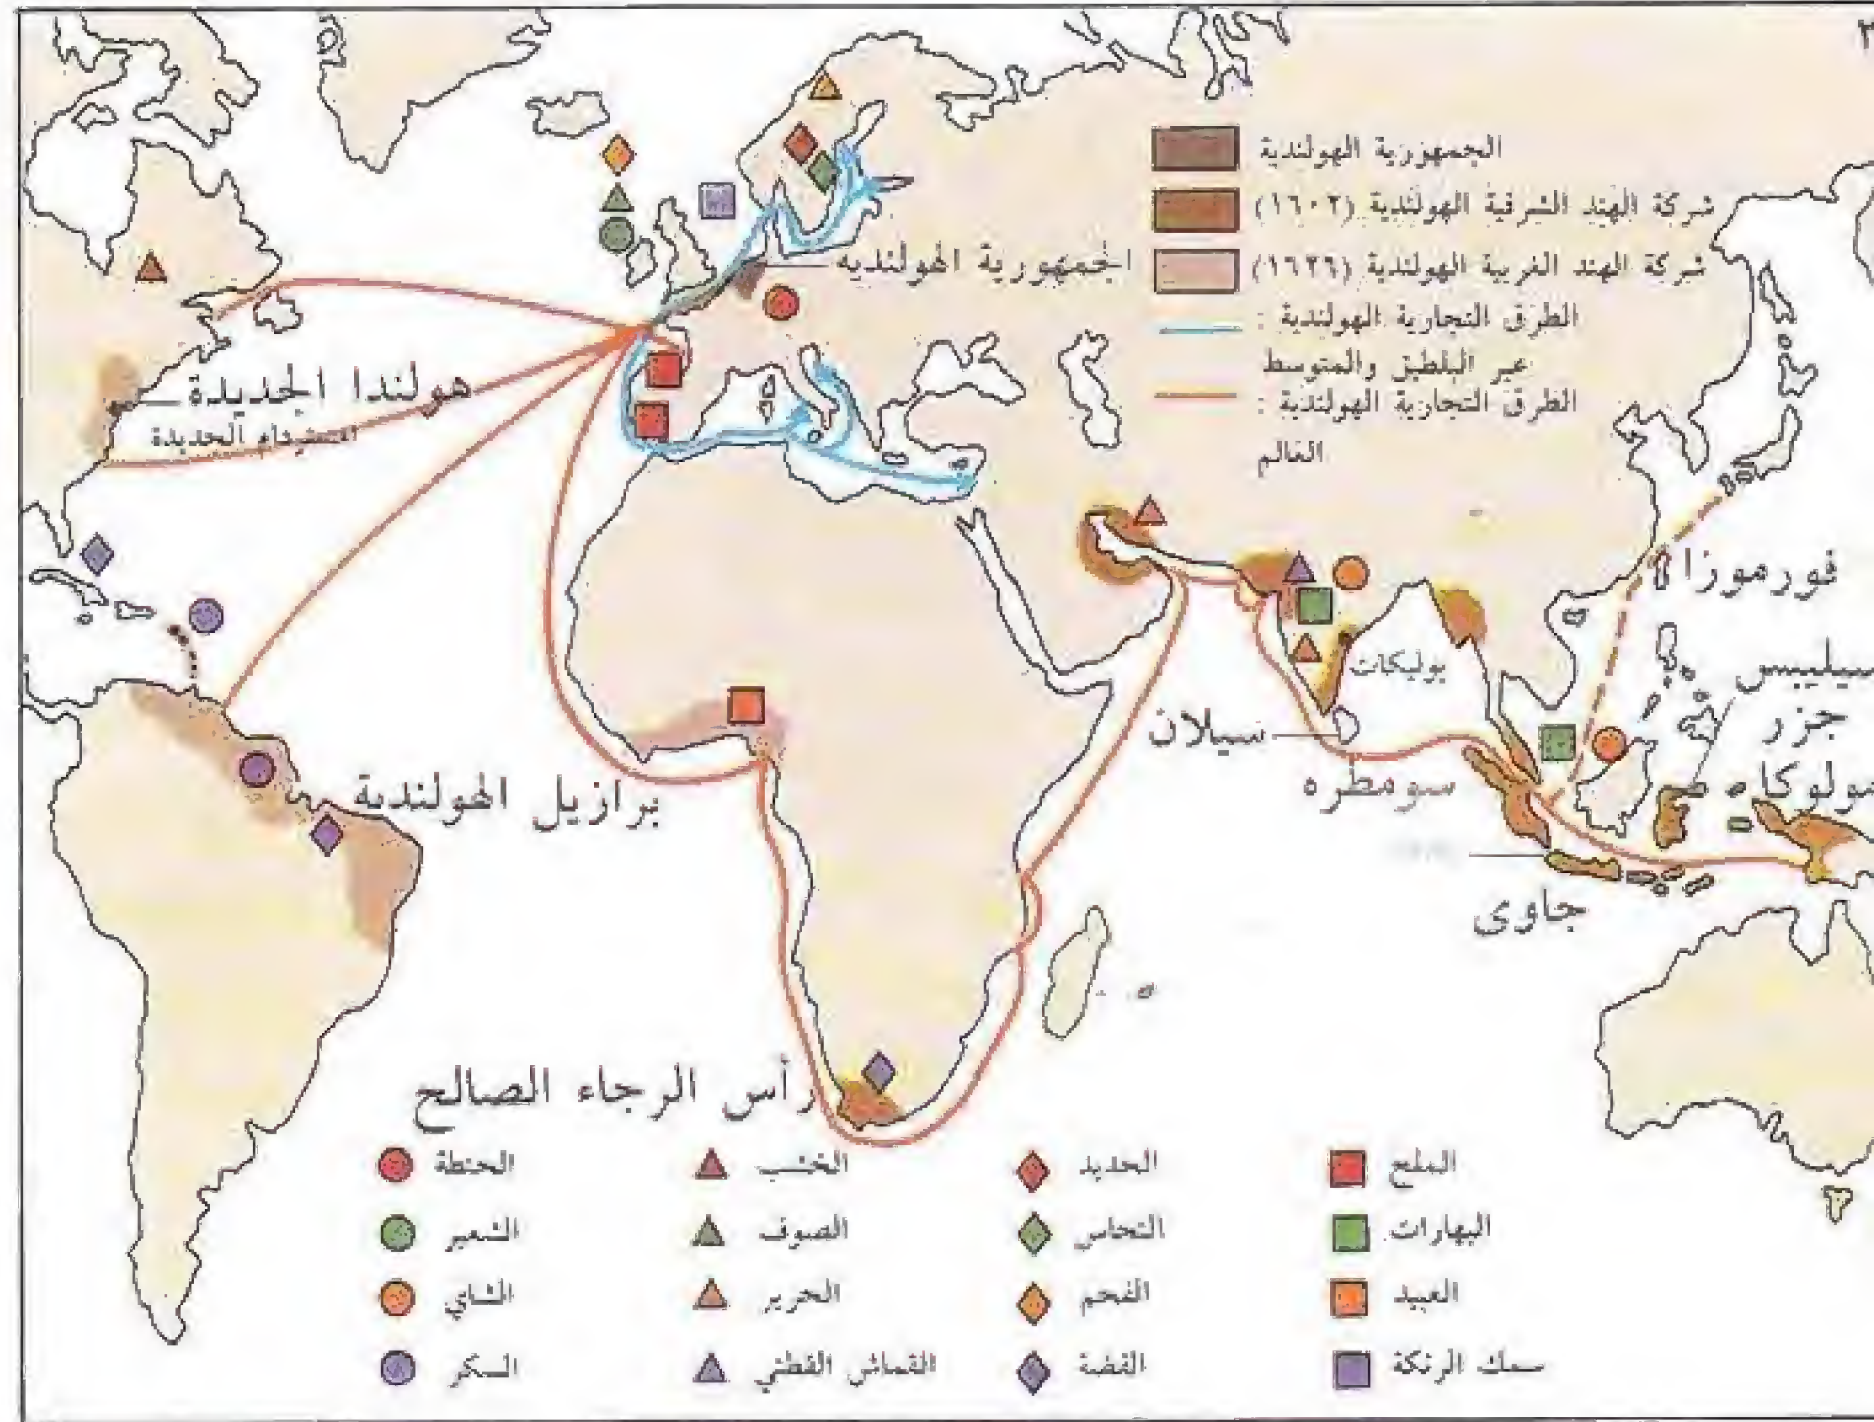 ٣
الجمهورية الهولندية
شركة الهند الشرقية الهولندية (١٦٠٢)
شركة الهند الغربية الهولندية (١٦٢٦)
الطرق التجارية الهولندية :
عبر البلطيق والمتوسط
الطرق التجارية الهولندية :
العالم
الجمهورية الهولنديه
هولندا الجديدة
امستردام الجديدة
فورموزا
سيليبس
جزر
مولوكا
بوليكات
سيلان
سومطره
برازيل الهولندية
جاوى
رأس الرجاء الصالح
الملح
الحديد
الخشب
الحنطة
البهارات
النحاس
الصوف
الشعير
العبيد
الفحم
الحرير
الشاي
سمك الرنكة
الفضة
القماش القطني
السكر